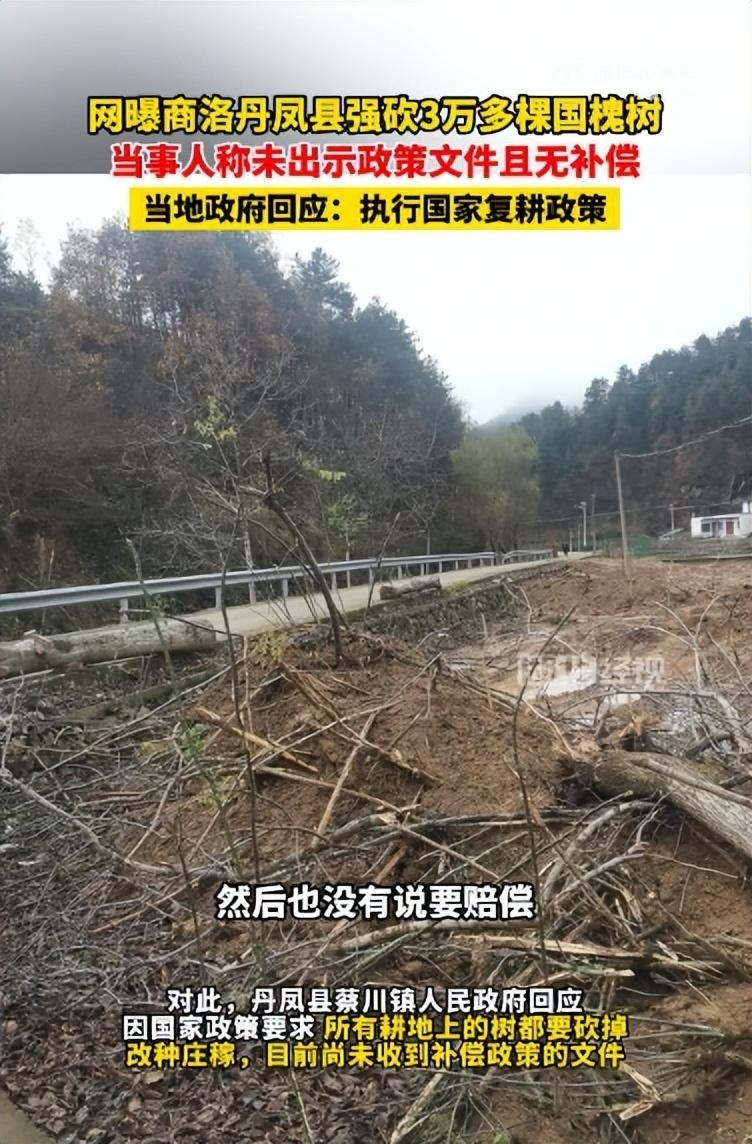 网曝商洛丹凤县强砍3万多棵国槐树
当事人称未出示政策文件且无补偿
当地政府回应：执行国家复耕政策
经视
然后也没有说要赔偿
对此，丹凤县蔡川镇人民政府回应
因国家政策要求 所有耕地上的树都要砍掉
改种庄稼，目前尚未收到补偿政策的文件